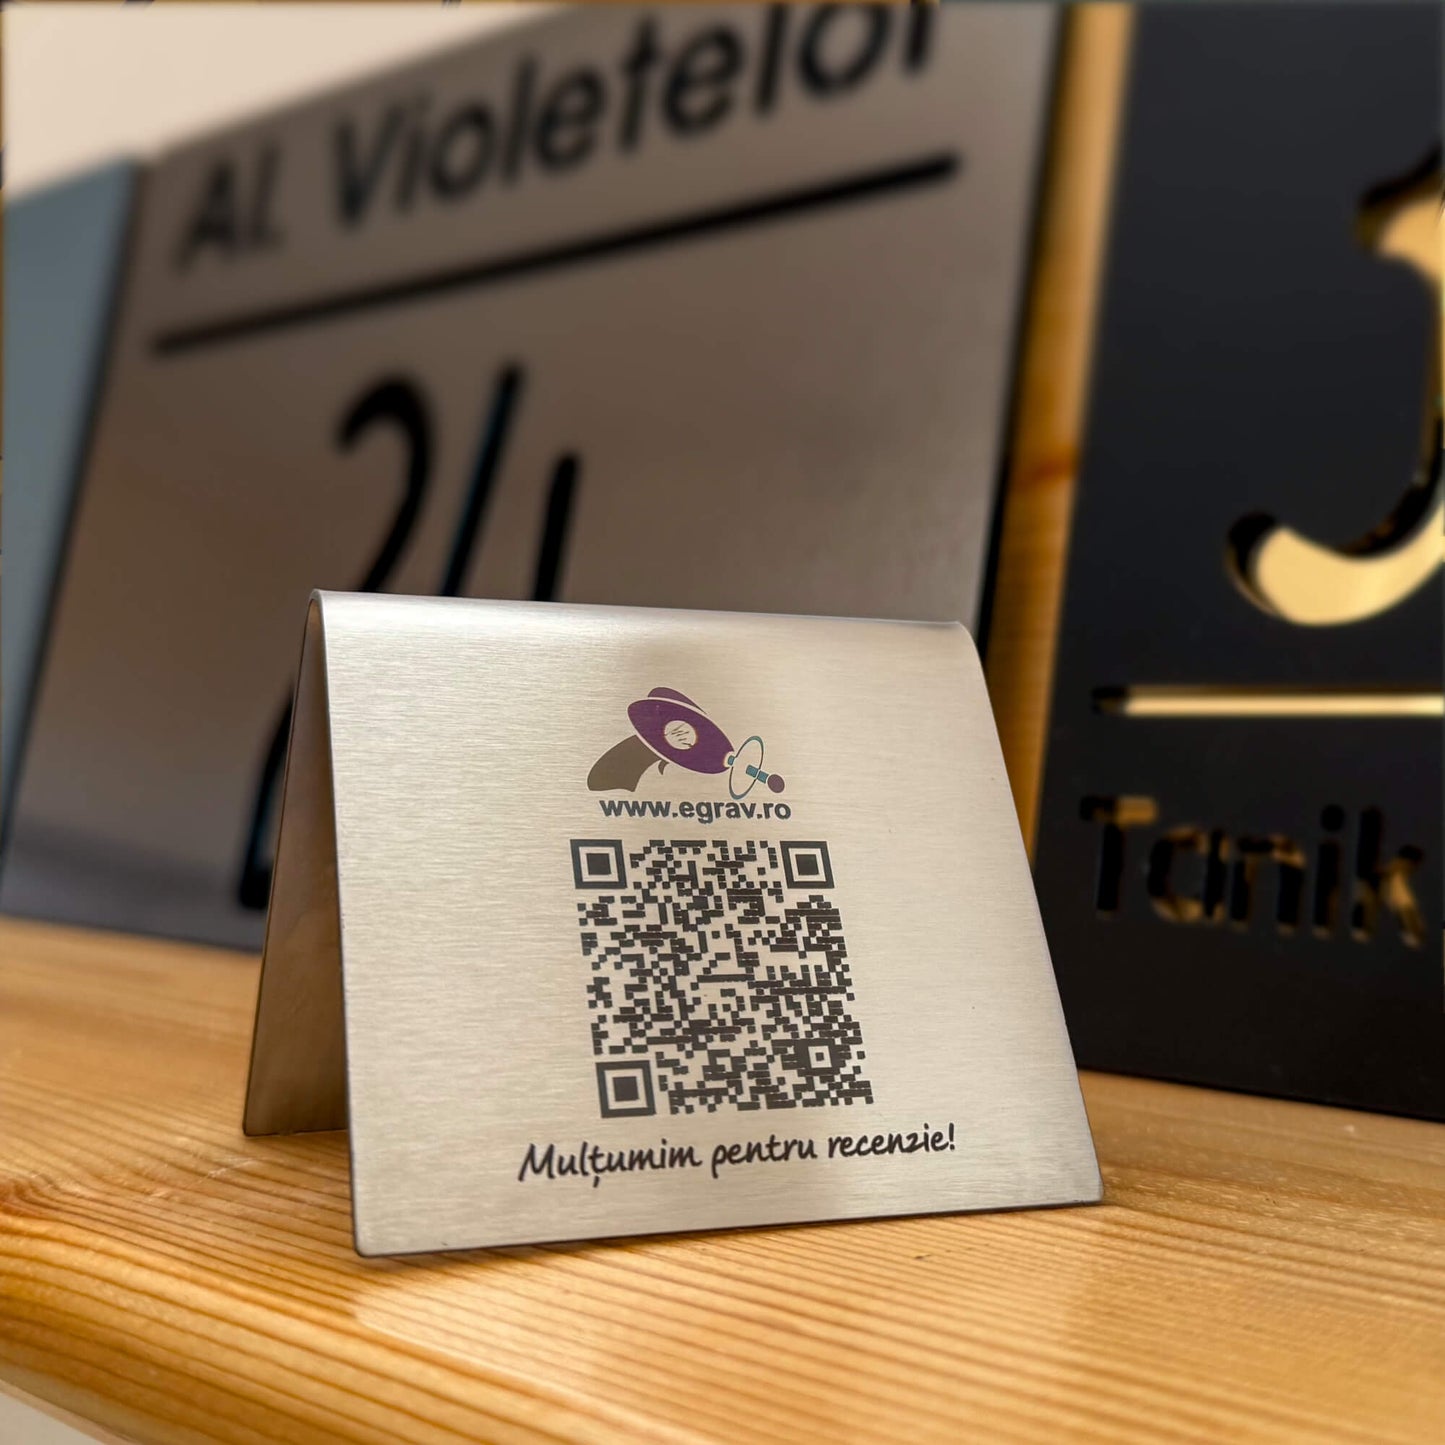 Al. Violetelor
24
www.egrav.ro
Mulțumim pentru recenzie!
Tanik